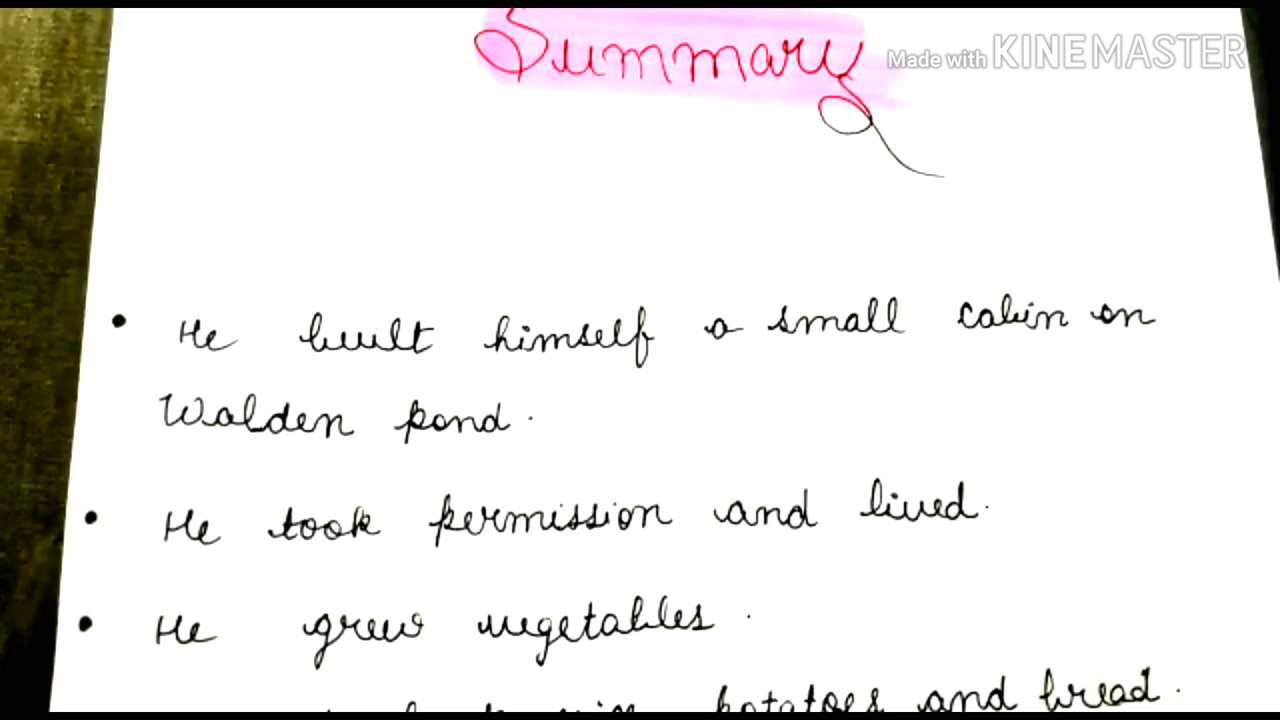 Summary
Made with KINEMASTER
• He built himself a small cabin on
Walden pond.
• He took permission and lived.
• He grew vegetables.
potatoes and bread.